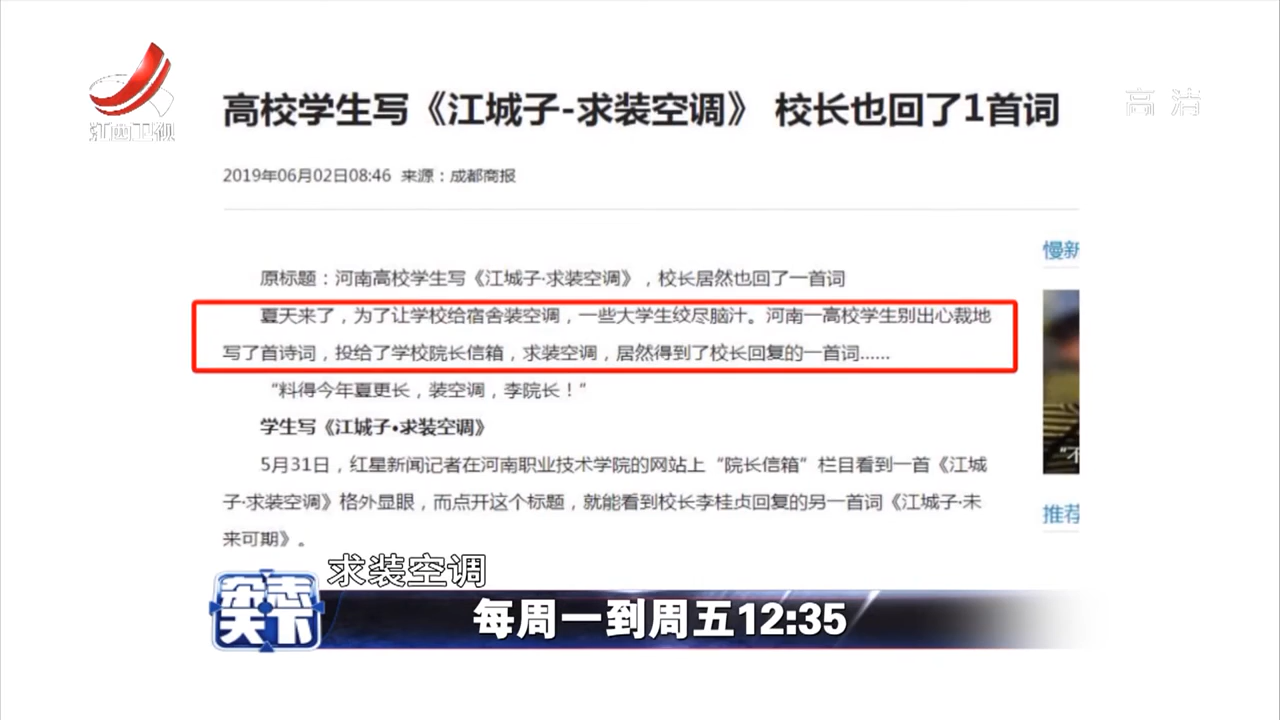 江西卫视
高清
高校学生写《江城子-求装空调》 校长也回了1首词
2019年06月02日08:46 来源：成都商报
慢新
原标题：河南高校学生写《江城子·求装空调》，校长居然也回了一首词
夏天来了，为了让学校给宿舍装空调，一些大学生绞尽脑汁。河南一高校学生别出心裁地
写了首诗词，投给了学校院长信箱，求装空调，居然得到了校长回复的一首词……
“料得今年夏更长，装空调，李院长！”
学生写《江城子•求装空调》
“不
5月31日，红星新闻记者在河南职业技术学院的网站上“院长信箱”栏目看到一首《江城
子·求装空调》格外显眼，而点开这个标题，就能看到校长李桂贞回复的另一首词《江城子·未
推荐
来可期》。
求装空调
杂志
天下
每周一到周五12:35